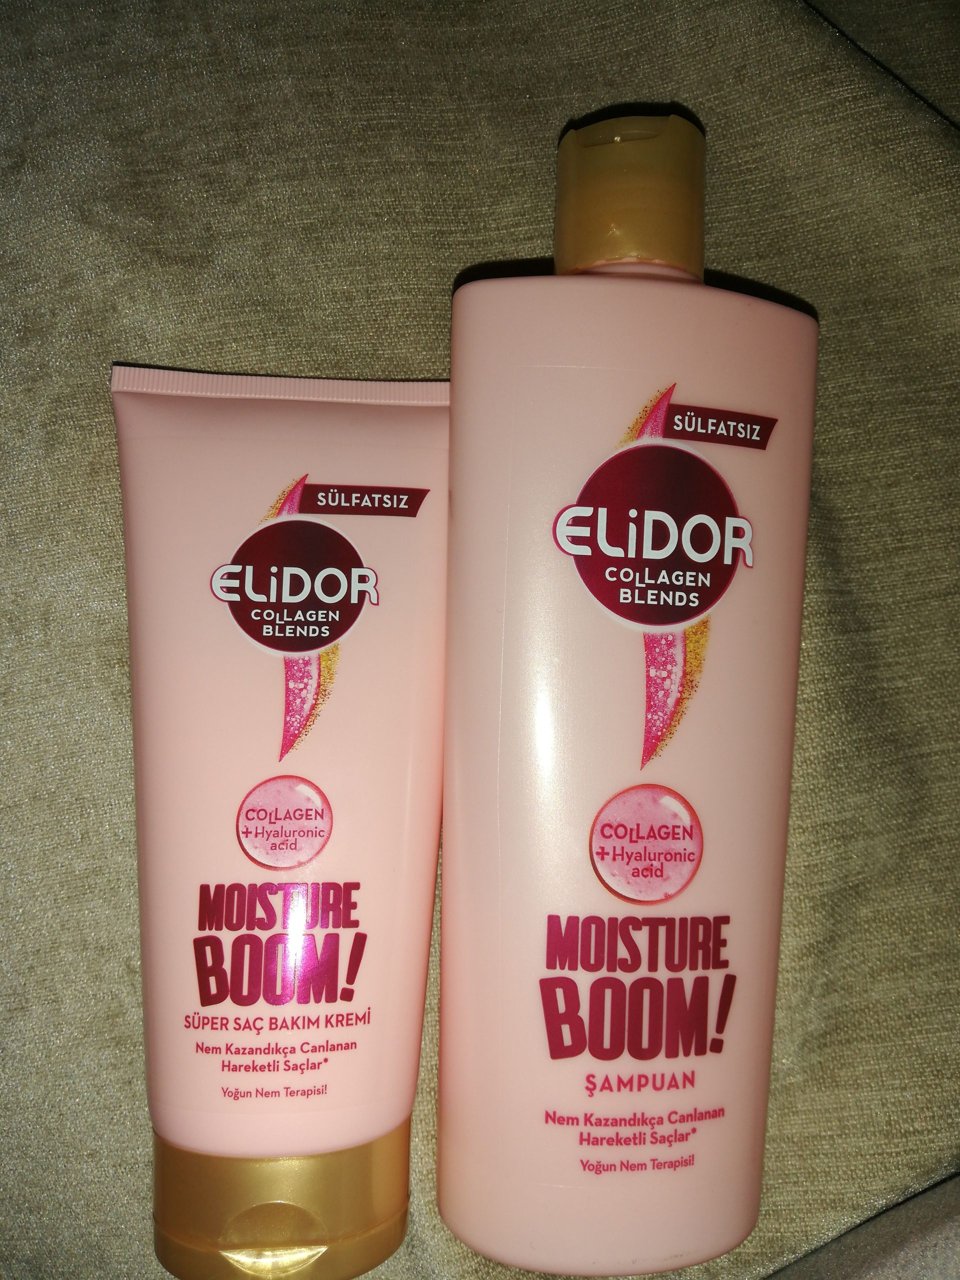 SÜLFATSIZ
ELiDOR
COLLAGEN
BLENDS
COLLAGEN
+Hyaluronic
acid
MOISTURE
BOOM!
SÜPER SAÇ BAKIM KREMİ
Nem Kazandıkça Canlanan
Hareketli Saçlar*
Yoğun Nem Terapisi!
SÜLFATSIZ
ELiDOR
COLLAGEN
BLENDS
COLLAGEN
+Hyaluronic
acid
MOISTURE
BOOM!
ŞAMPUAN
Nem Kazandıkça Canlanan
Hareketli Saçlar*
Yoğun Nem Terapisi!